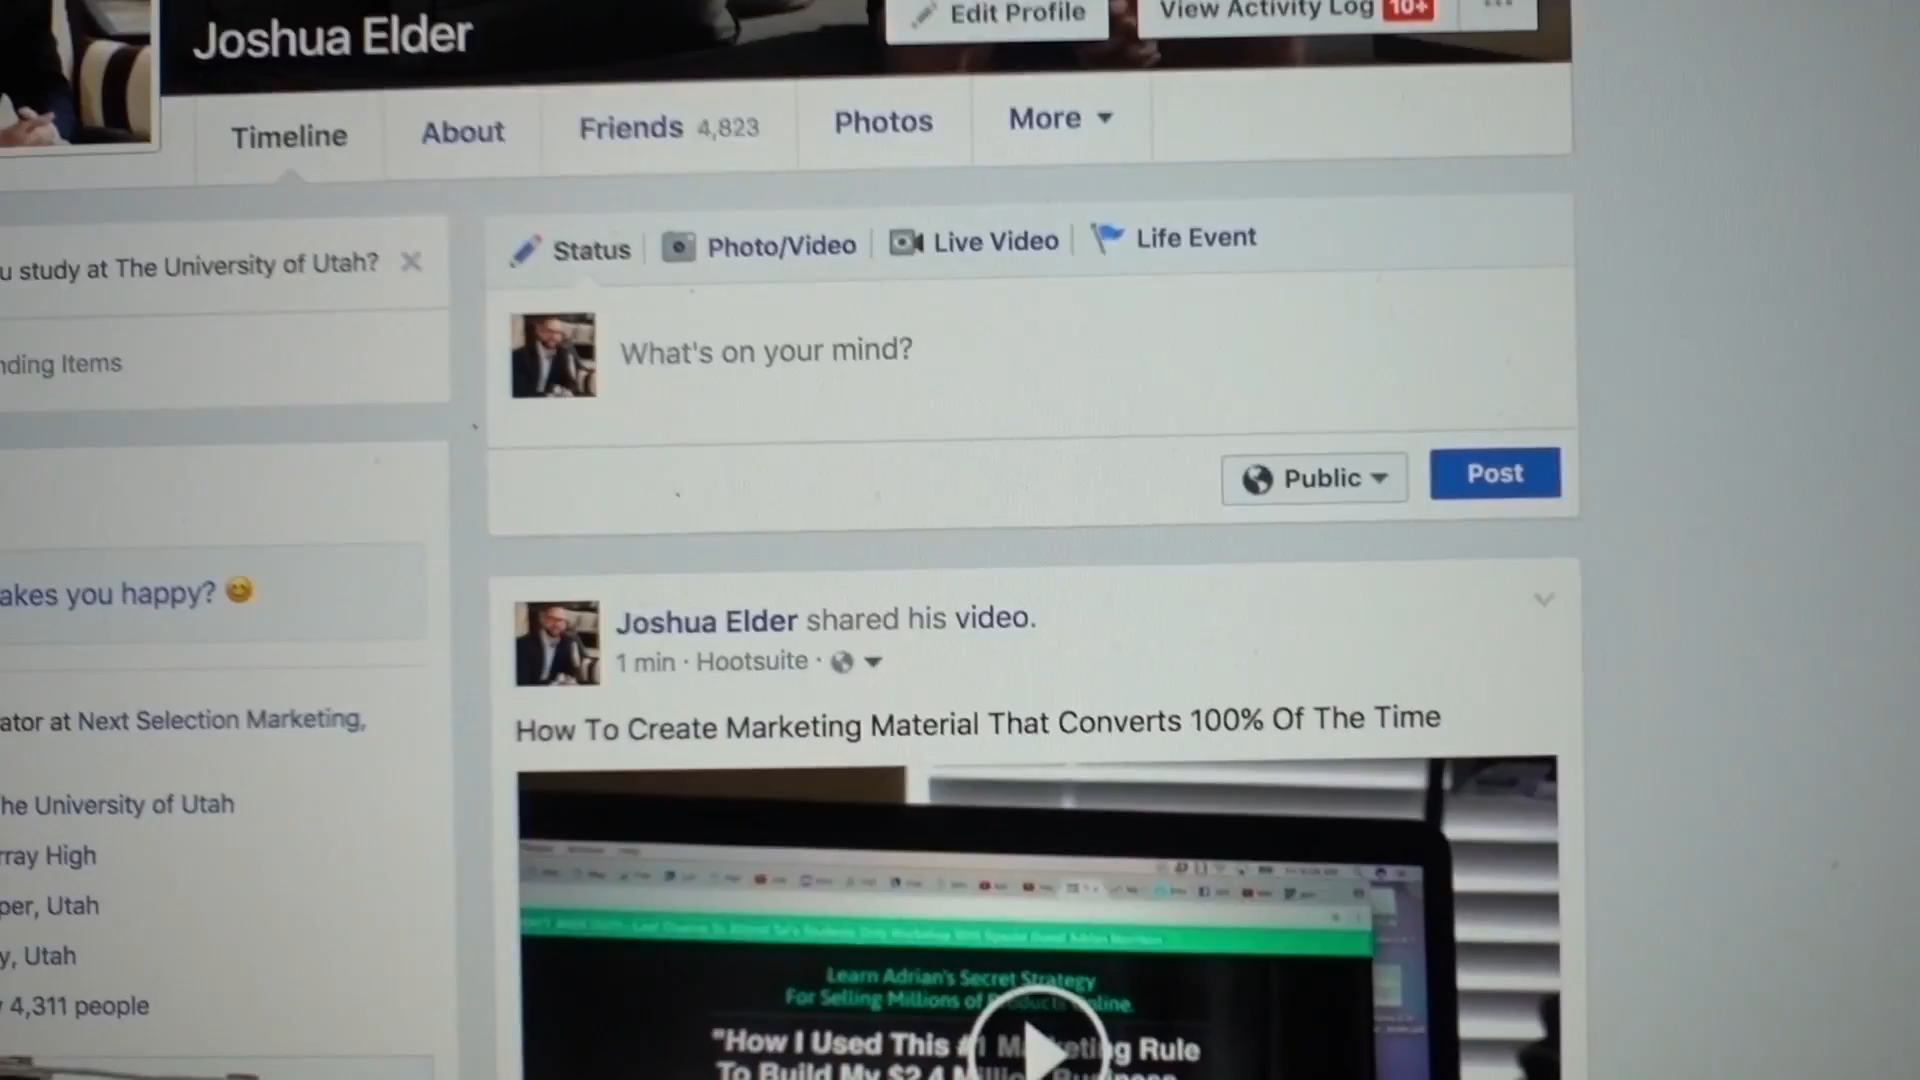 Joshua Elder
Edit Profile
View Activity Log 10+
Timeline
About
Friends 4,823
Photos
More
u study at The University of Utah?
nding Items
Status
Photo/Video
Live Video
Life Event
What's on your mind?
Public
Post
akes you happy?
ator at Next Selection Marketing,
he University of Utah
rray High
per, Utah
y, Utah
4,311 people
Joshua Elder shared his video.
1 min · Hootsuite ·
How To Create Marketing Material That Converts 100% Of The Time
Learn Adrian's Secret Strategy
For Selling Millions of Products Online.
"How I Used This #1 Marketing Rule
To Build My $2.4 Million Business